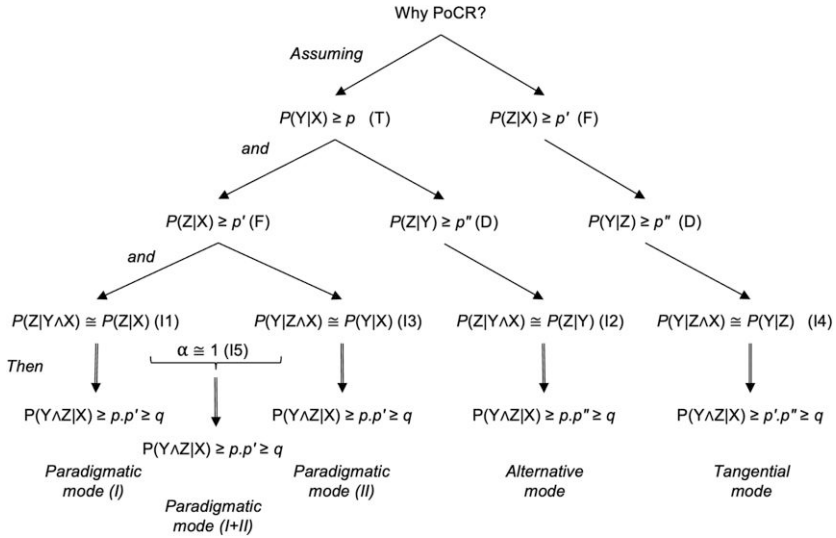 Why PoCR?
Assuming
P(Y|X) ≥ p (T) P(Z|X) ≥ p′ (F)
and
P(Z|X) ≥ p′ (F) P(Z|Y) ≥ p″ (D) P(Y|Z) ≥ p″ (D)
and
P(Z|Y∧X) ≅ P(Z|X) (I1) P(Y|Z∧X) ≅ P(Y|X) (I3) P(Z|Y∧X) ≅ P(Z|Y) (I2) P(Y|Z∧X) ≅ P(Y|Z) (I4)
α ≅ 1 (I5)
Then
P(Y∧Z|X) ≥ p.p′ ≥ q P(Y∧Z|X) ≥ p.p′ ≥ q P(Y∧Z|X) ≥ p.p″ ≥ q P(Y∧Z|X) ≥ p′.p″ ≥ q
P(Y∧Z|X) ≥ p.p′ ≥ q
Paradigmatic Paradigmatic Alternative Tangential
mode (I) mode (II) mode mode
Paradigmatic
mode (I+II)